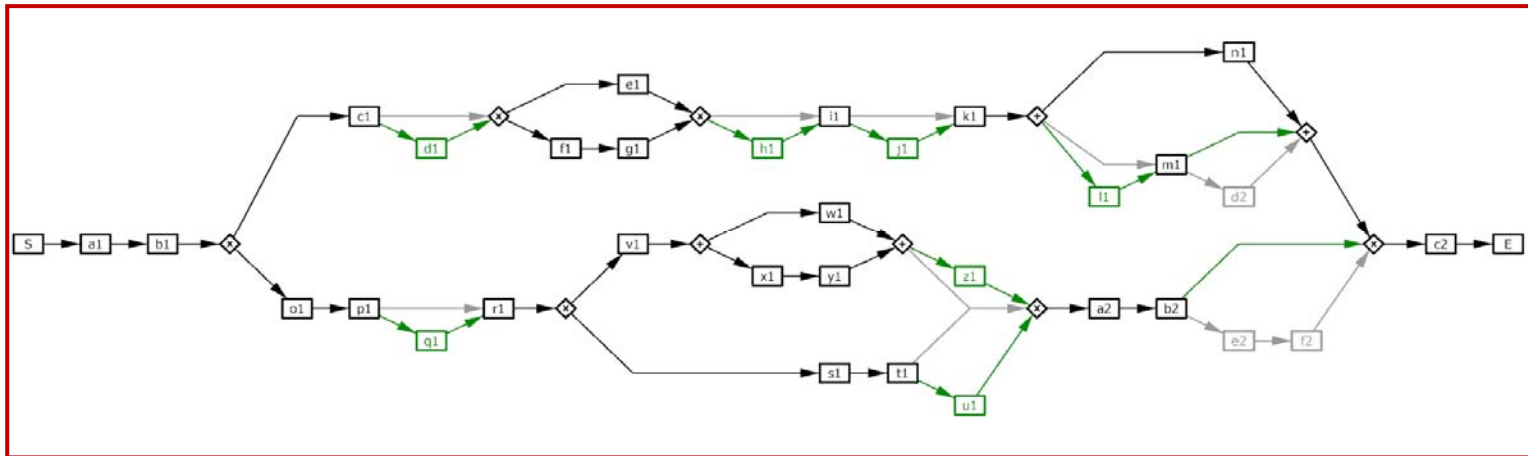 n1
e1
c1
x
x
i1
k1
+
+
d1
f1
g1
h1
j1
m1
l1
d2
w1
S
a1
b1
x
v1
+
+
x
c2
E
x1
y1
z1
o1
p1
r1
x
x
a2
b2
q1
e2
f2
s1
t1
u1